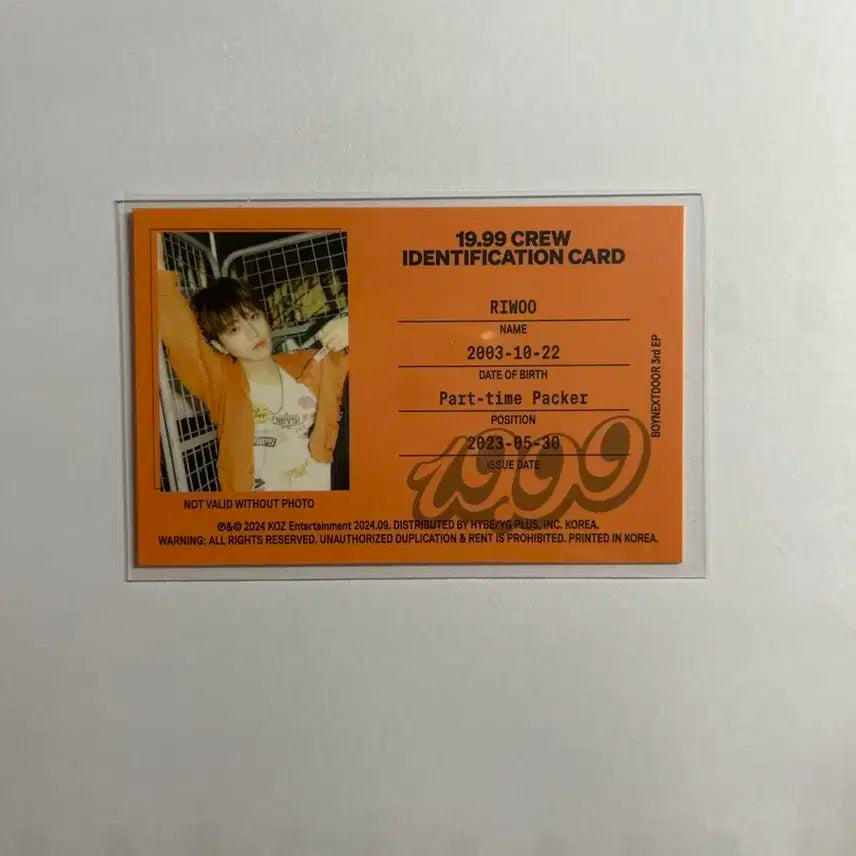 19.99 CREW
IDENTIFICATION CARD
RIWOO
NAME
2003-10-22
DATE OF BIRTH
Part-time Packer
POSITION
2023-05-30
ISSUE DATE
19.99
BOYNEXTDOOR 3rd EP
NOT VALID WITHOUT PHOTO
℗&© 2024 KOZ Entertainment 2024.09. DISTRIBUTED BY HYBE/YG PLUS, INC. KOREA.
WARNING: ALL RIGHTS RESERVED. UNAUTHORIZED DUPLICATION & RENT IS PROHIBITED. PRINTED IN KOREA.